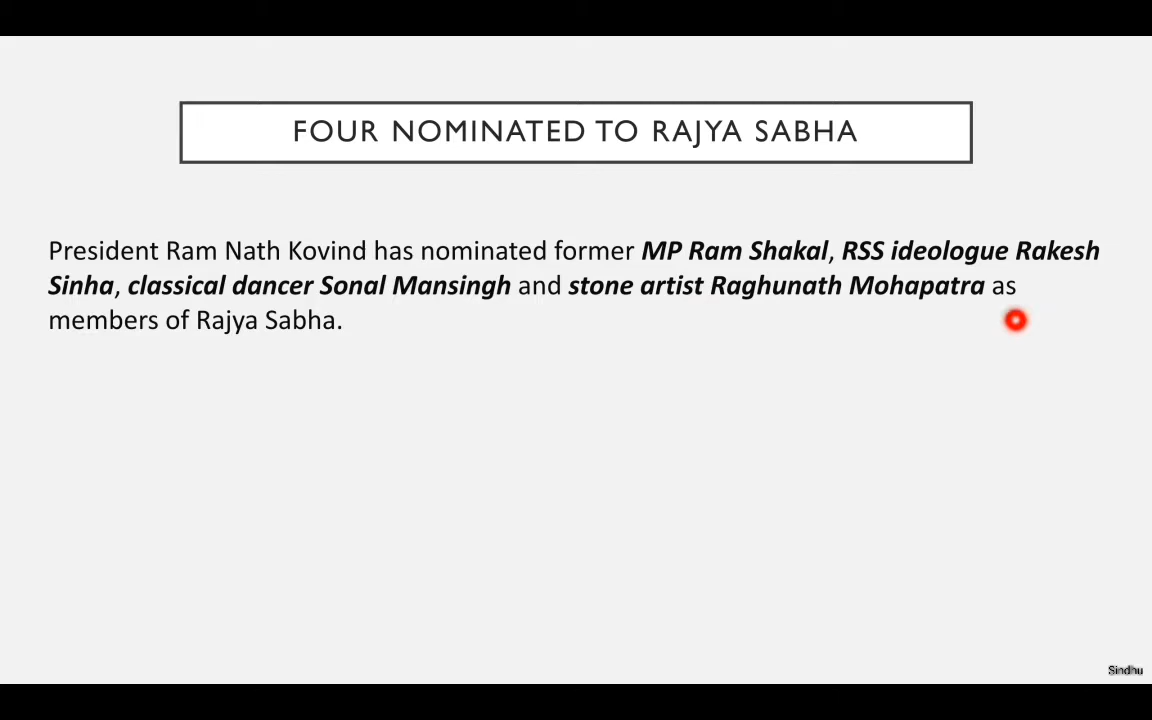 FOUR NOMINATED TO RAJYA SABHA
President Ram Nath Kovind has nominated former MP Ram Shakal, RSS ideologue Rakesh
Sinha, classical dancer Sonal Mansingh and stone artist Raghunath Mohapatra as
members of Rajya Sabha.
Sindhu